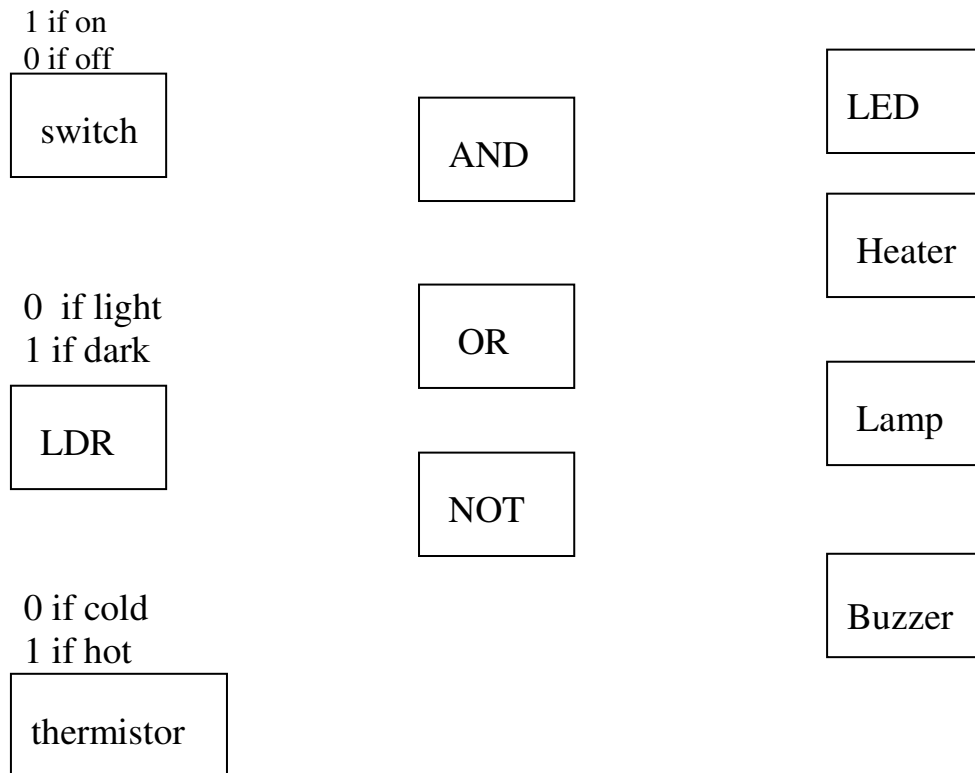 1 if on
0 if off
switch
0 if light
1 if dark
LDR
0 if cold
1 if hot
thermistor
AND
OR
NOT
LED
Heater
Lamp
Buzzer